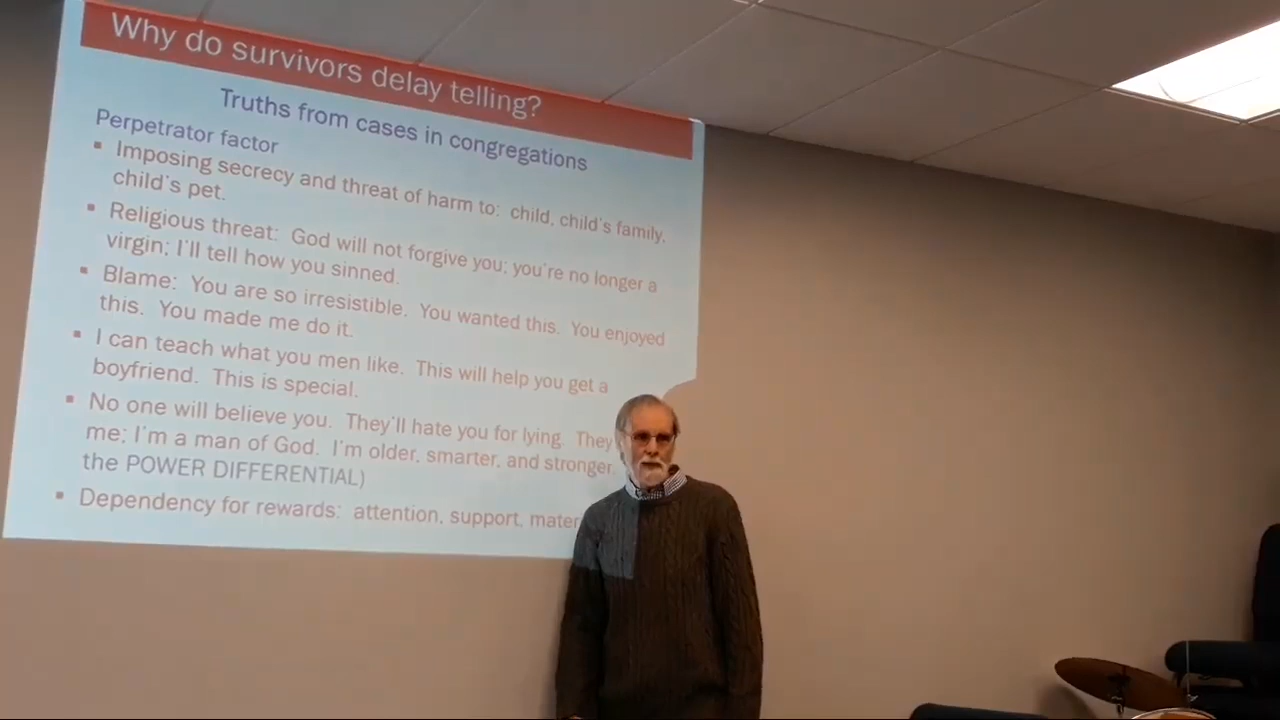 Why do survivors delay telling?
Truths from cases in congregations
Perpetrator factor
▪ Imposing secrecy and threat of harm to: child, child's family,
child's pet.
▪ Religious threat: God will not forgive you; you're no longer a
virgin; I'll tell how you sinned.
▪ Blame: You are so irresistible. You wanted this. You enjoyed
this. You made me do it.
▪ I can teach what you men like. This will help you get a
boyfriend. This is special.
▪ No one will believe you. They'll hate you for lying. They
me; I'm a man of God. I'm older, smarter, and stronger.
the POWER DIFFERENTIAL)
▪ Dependency for rewards: attention, support,